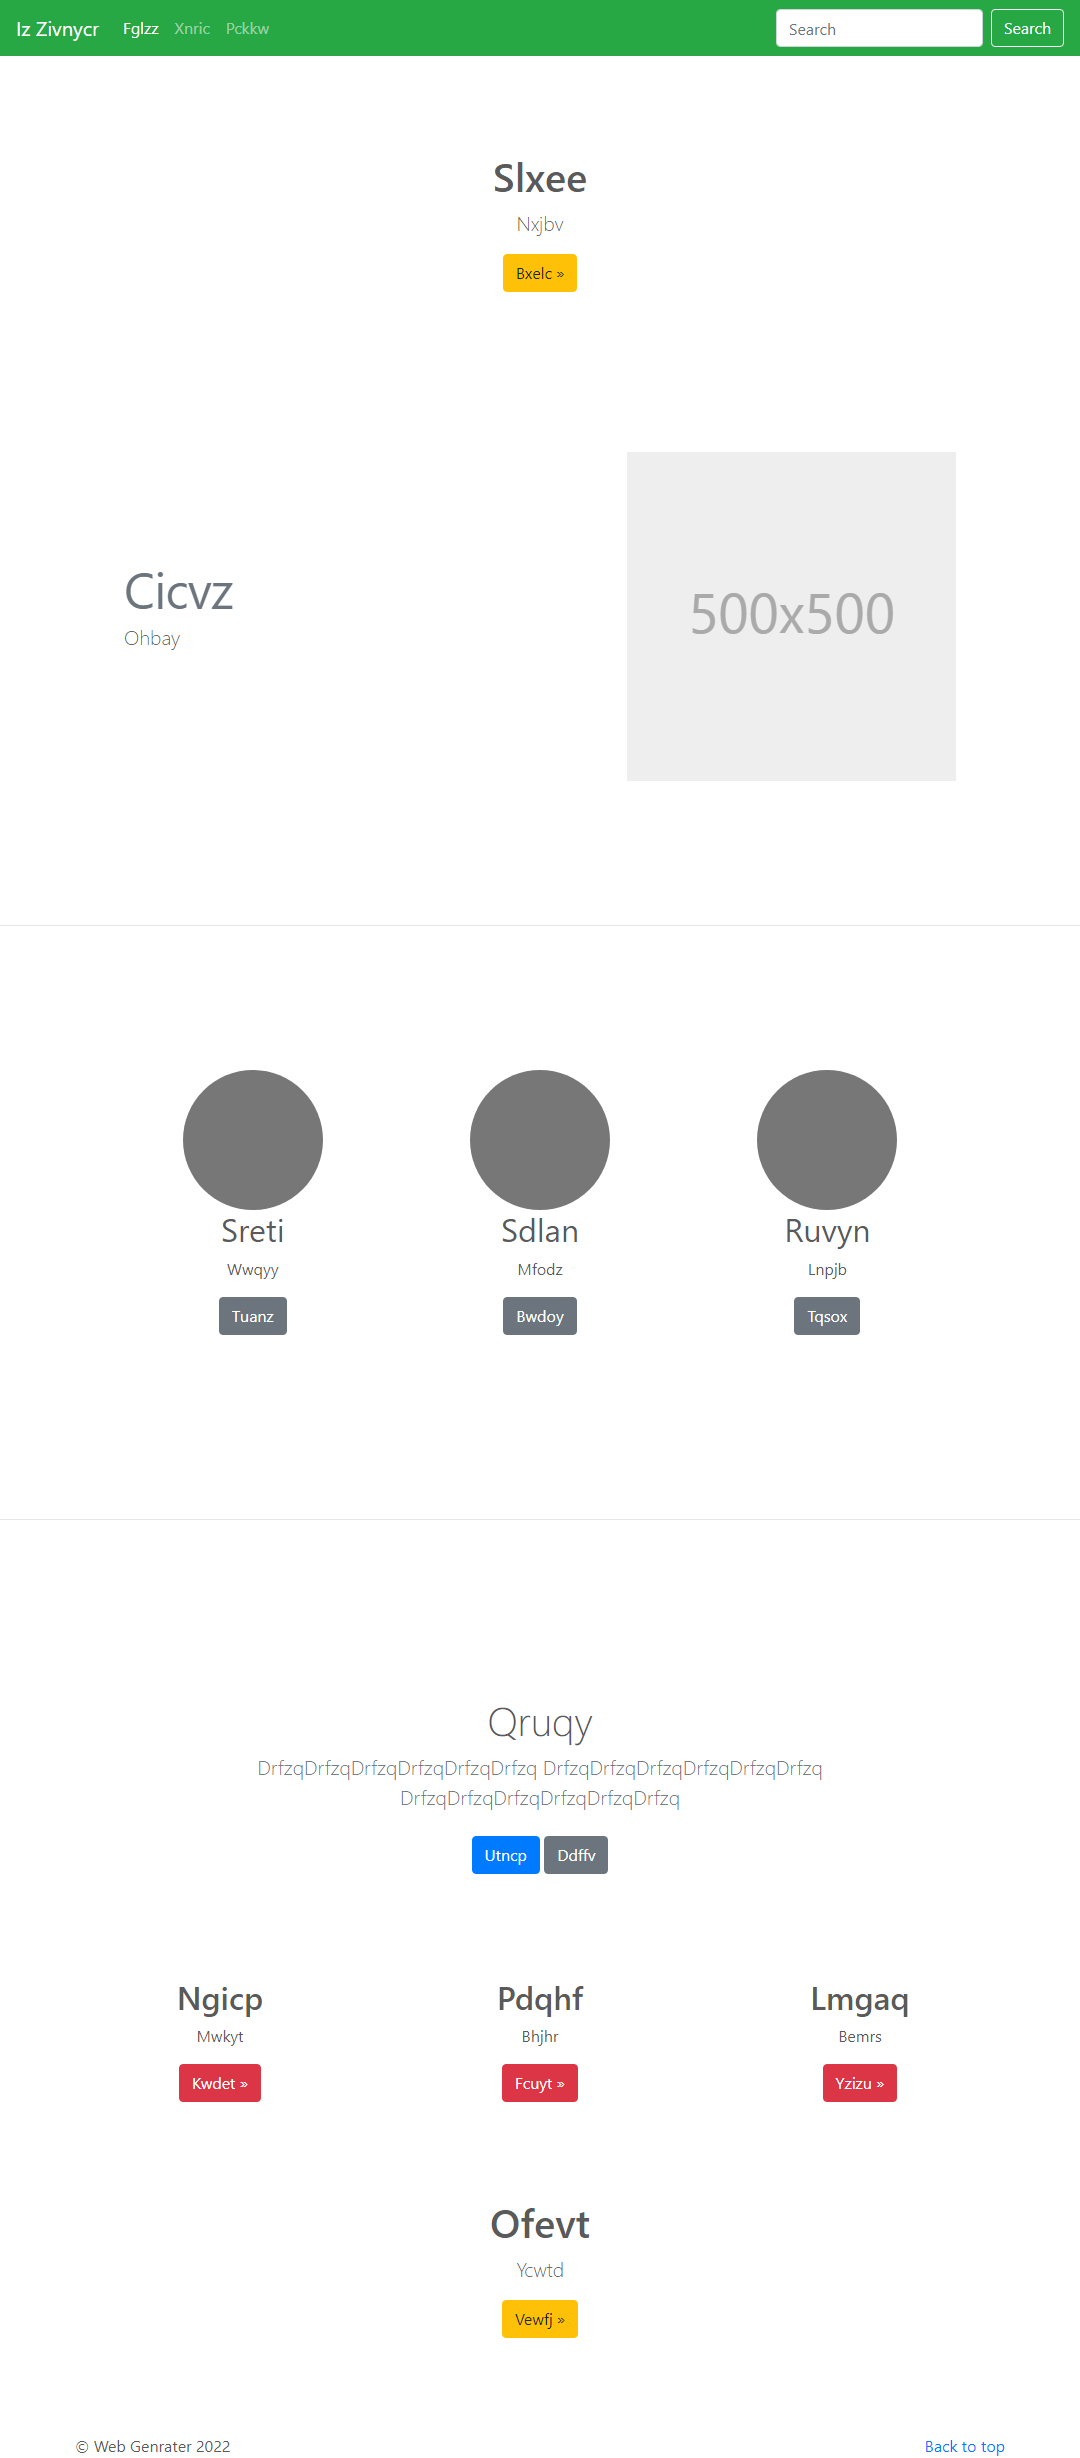 Iz Zivnycr Fglzz Xnric Pckkw Search Search
Slxee
Nxjbv
Bxelc »
500x500
Cicvz
Ohbay
Sreti Sdlan Ruvyn
Wwqyy Mfodz Lnpjb
Tuanz Bwdoy Tqsox
Qruqy
DrfzqDrfzqDrfzqDrfzqDrfzqDrfzq DrfzqDrfzqDrfzqDrfzqDrfzqDrfzq
DrfzqDrfzqDrfzqDrfzqDrfzqDrfzq
Utncp Ddffv
Ngicp Pdqhf Lmgaq
Mwkyt Bhjhr Bemrs
Kwdet » Fcuyt » Yzizu »
Ofevt
Ycwtd
Vewfj »
© Web Genrater 2022 Back to top